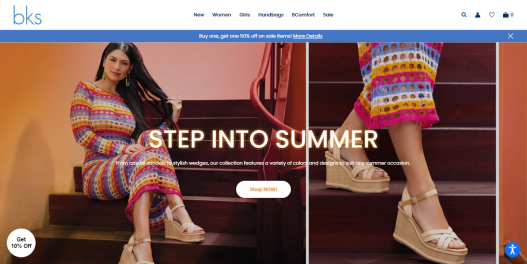 bks
New Women Girls Handbags BComfort Sale
0
Buy one, get one 50% off on sale items! More Details
STEP INTO SUMMER
From casual sandals to stylish wedges, our collection features a variety of colors and designs to suit any summer occasion.
Shop NOW!
Get
10% Off